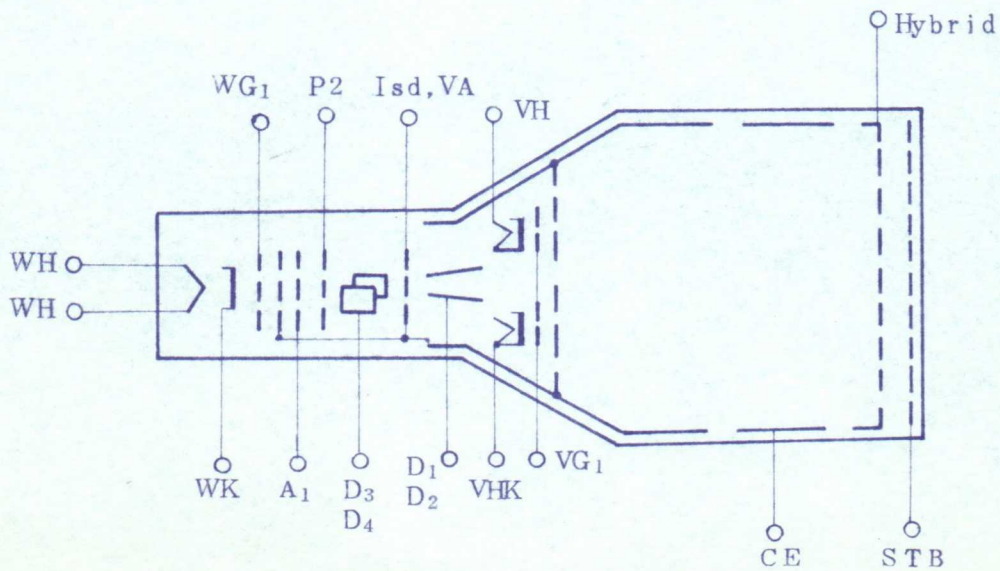 Hybrid
WG1 P2 Isd,VA VH
WH
WH
WK A1 D3 D1 VHK VG1
D4 D2
CE STB